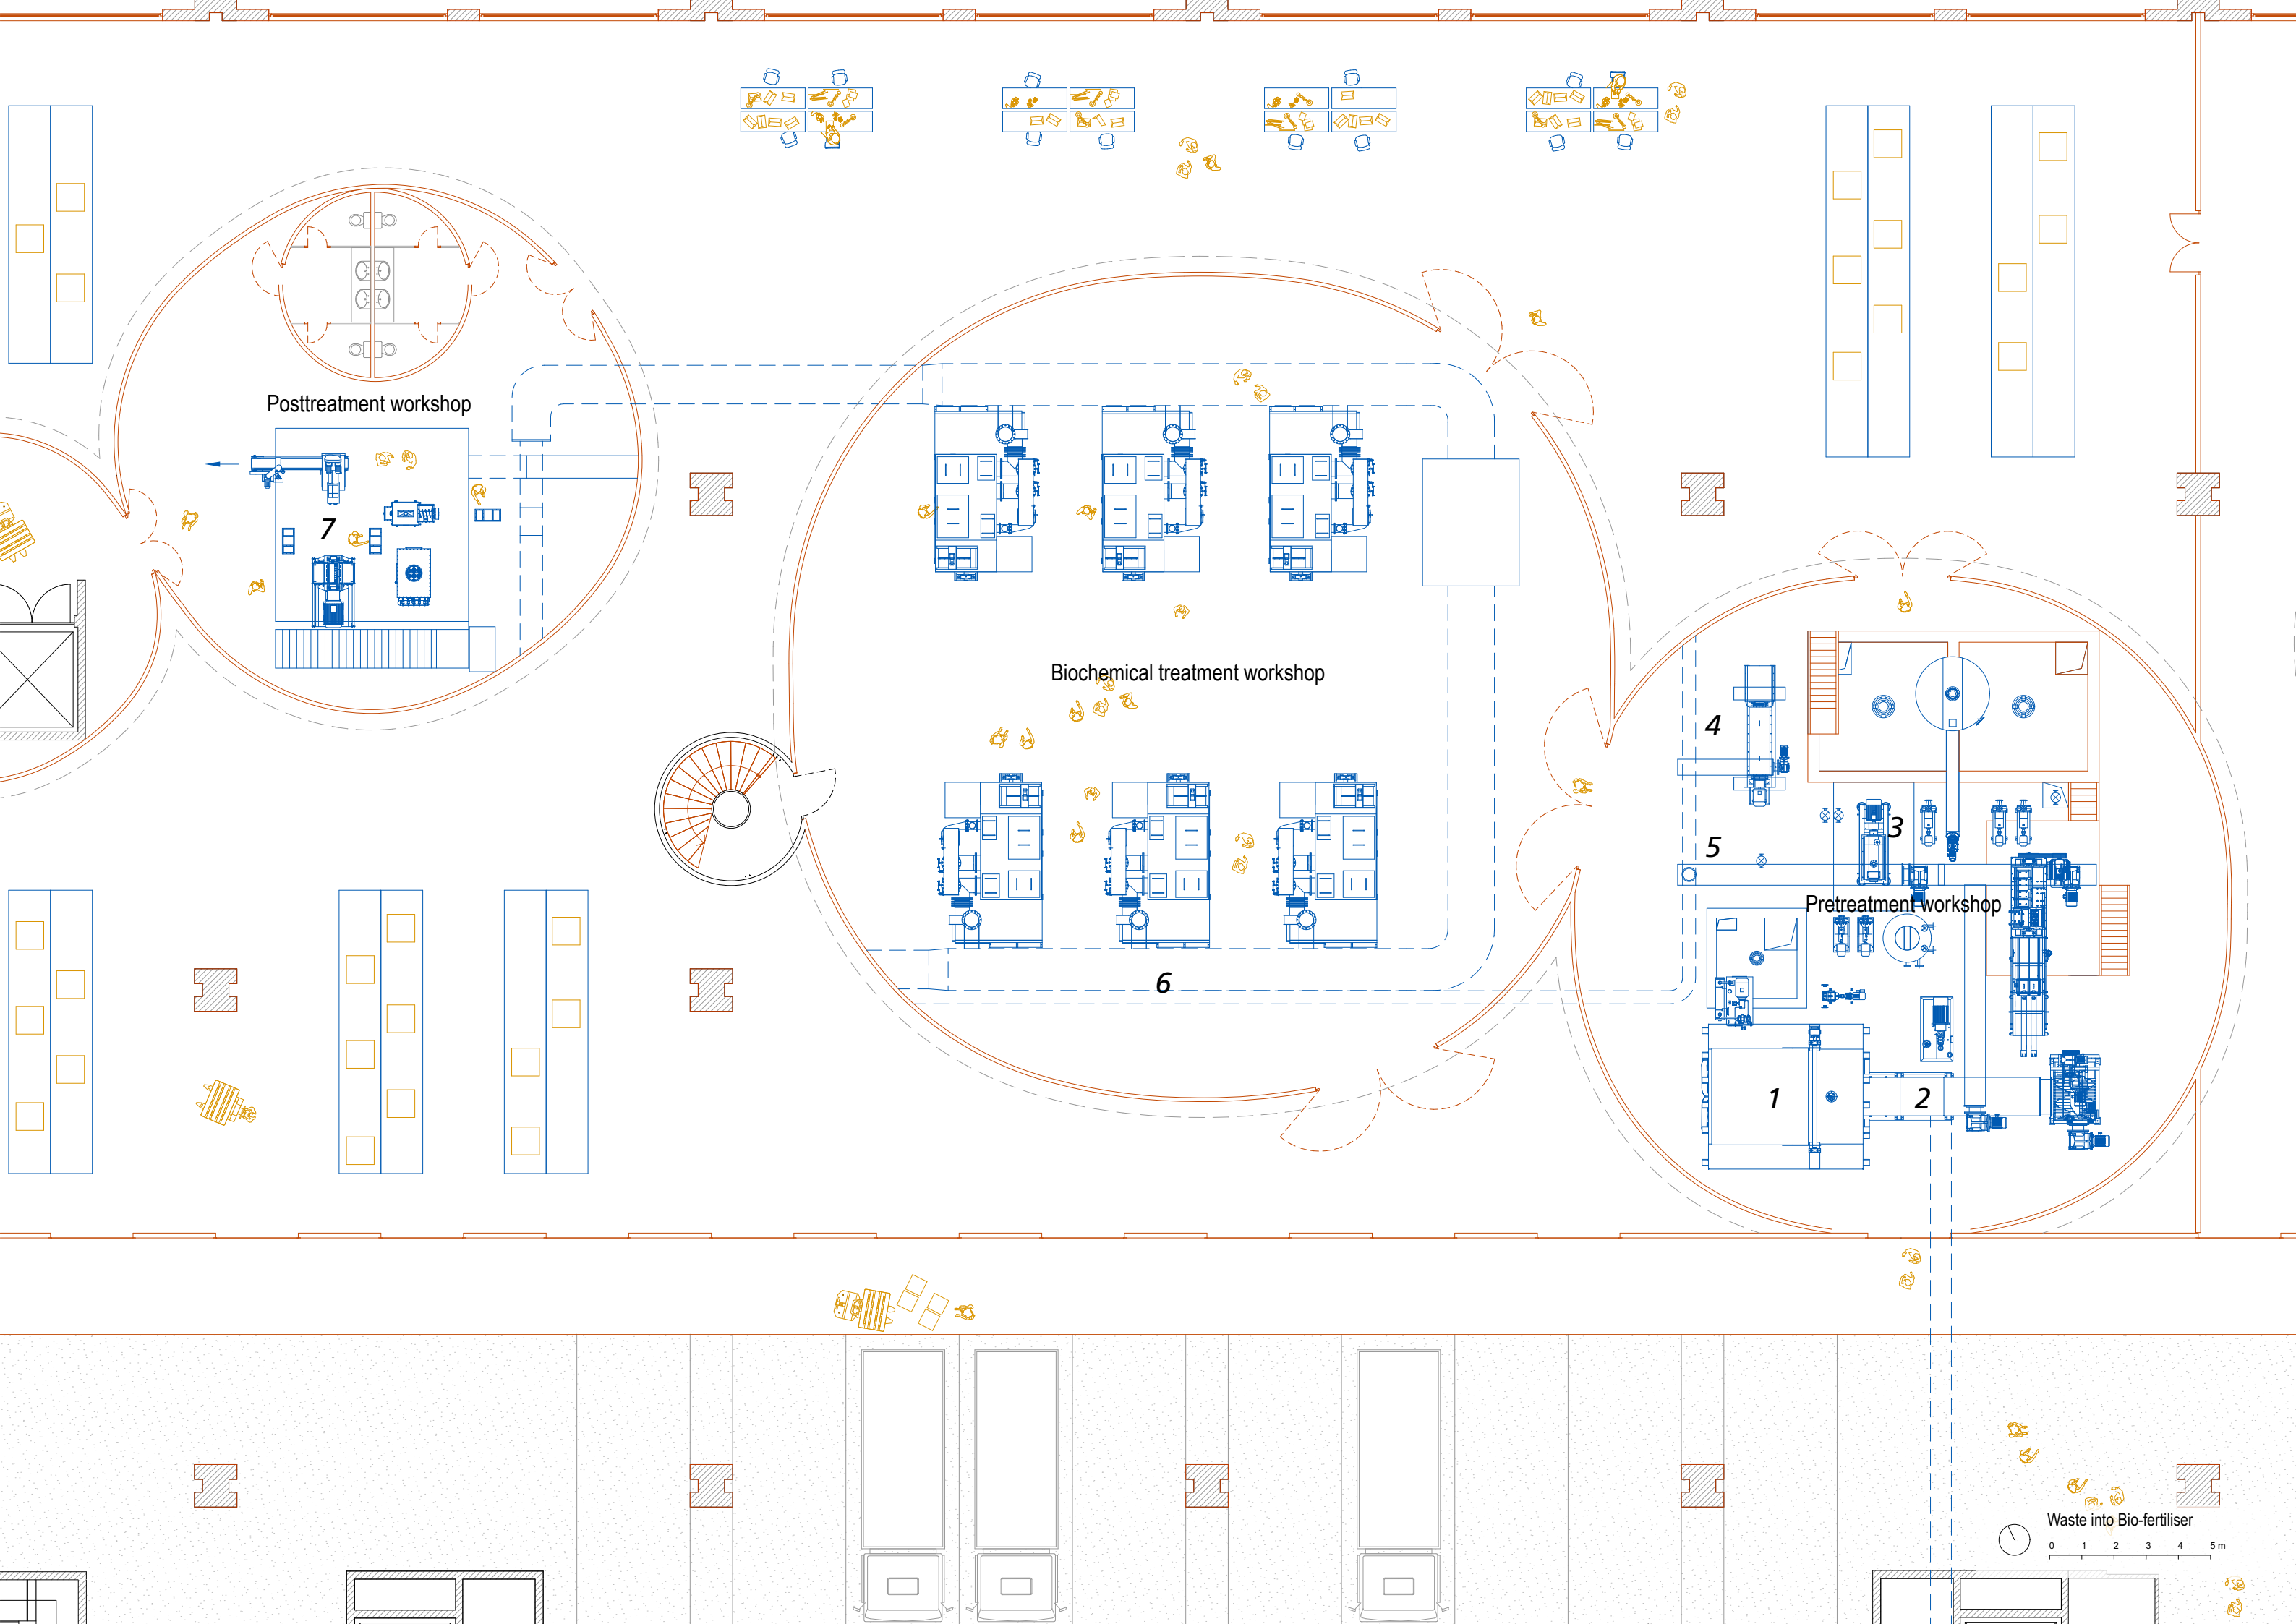 Posttreatment workshop
7
Biochemical treatment workshop
4
3
5
Pretreatment workshop
6
1
2
Waste into Bio-fertiliser
0 1 2 3 4 5 m